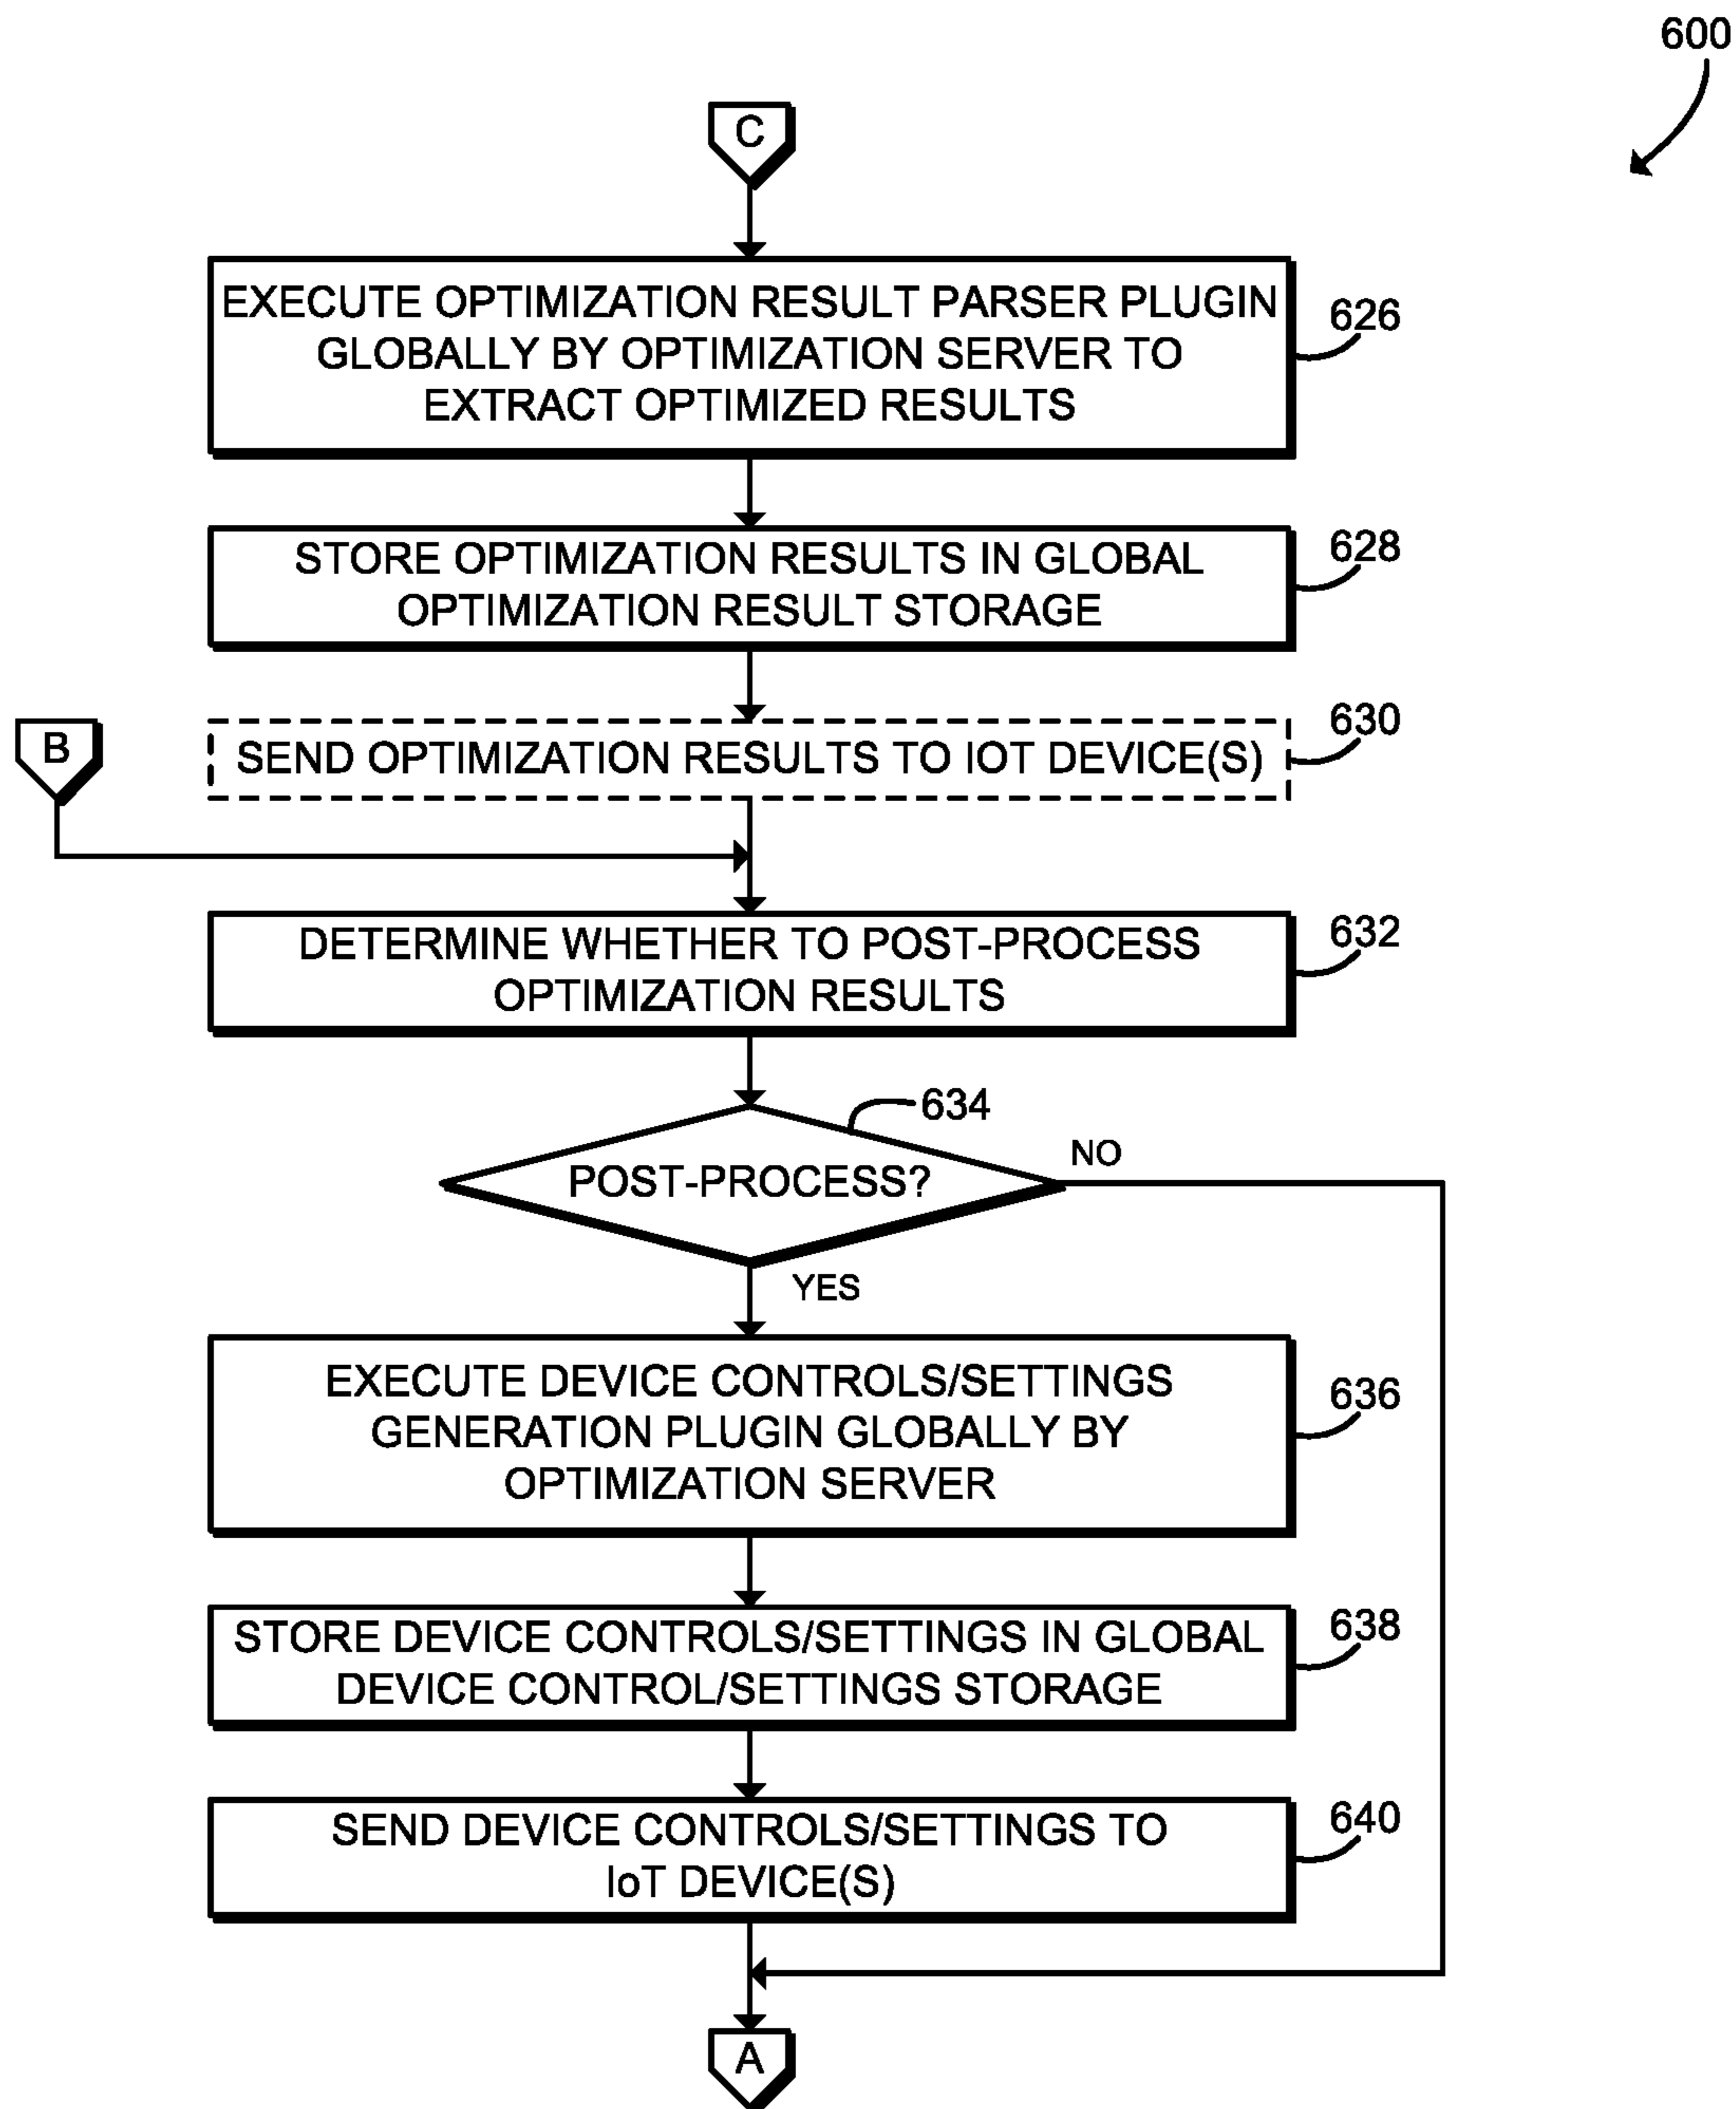 600
C
EXECUTE OPTIMIZATION RESULT PARSER PLUGIN
GLOBALLY BY OPTIMIZATION SERVER TO
EXTRACT OPTIMIZED RESULTS
626
STORE OPTIMIZATION RESULTS IN GLOBAL
OPTIMIZATION RESULT STORAGE
628
B
SEND OPTIMIZATION RESULTS TO IOT DEVICE(S)
630
DETERMINE WHETHER TO POST-PROCESS
OPTIMIZATION RESULTS
632
634
POST-PROCESS?
NO
YES
EXECUTE DEVICE CONTROLS/SETTINGS
GENERATION PLUGIN GLOBALLY BY
OPTIMIZATION SERVER
636
STORE DEVICE CONTROLS/SETTINGS IN GLOBAL
DEVICE CONTROL/SETTINGS STORAGE
638
SEND DEVICE CONTROLS/SETTINGS TO
IoT DEVICE(S)
640
A